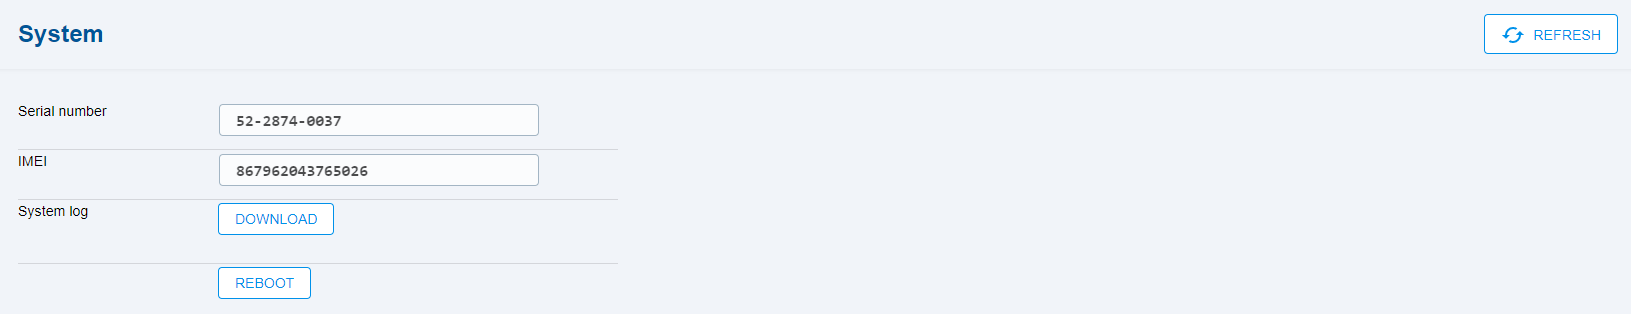 System
REFRESH
Serial number
52-2874-0037
IMEI
867962043765026
System log
DOWNLOAD
REBOOT